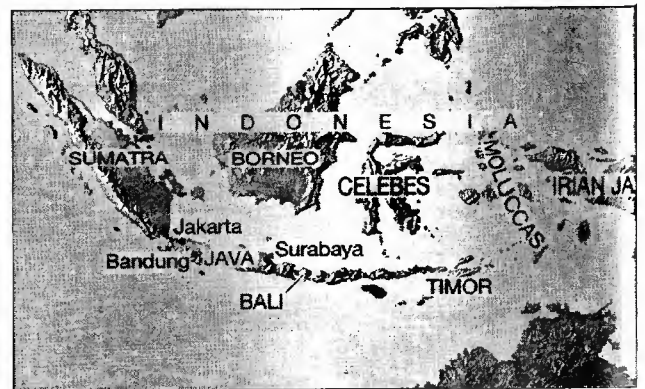 INDONESIA
SUMATRA
BORNEO
CELEBES
MOLUCCAS
IRIAN JA
Jakarta
Bandung
JAVA
Surabaya
BALI
TIMOR